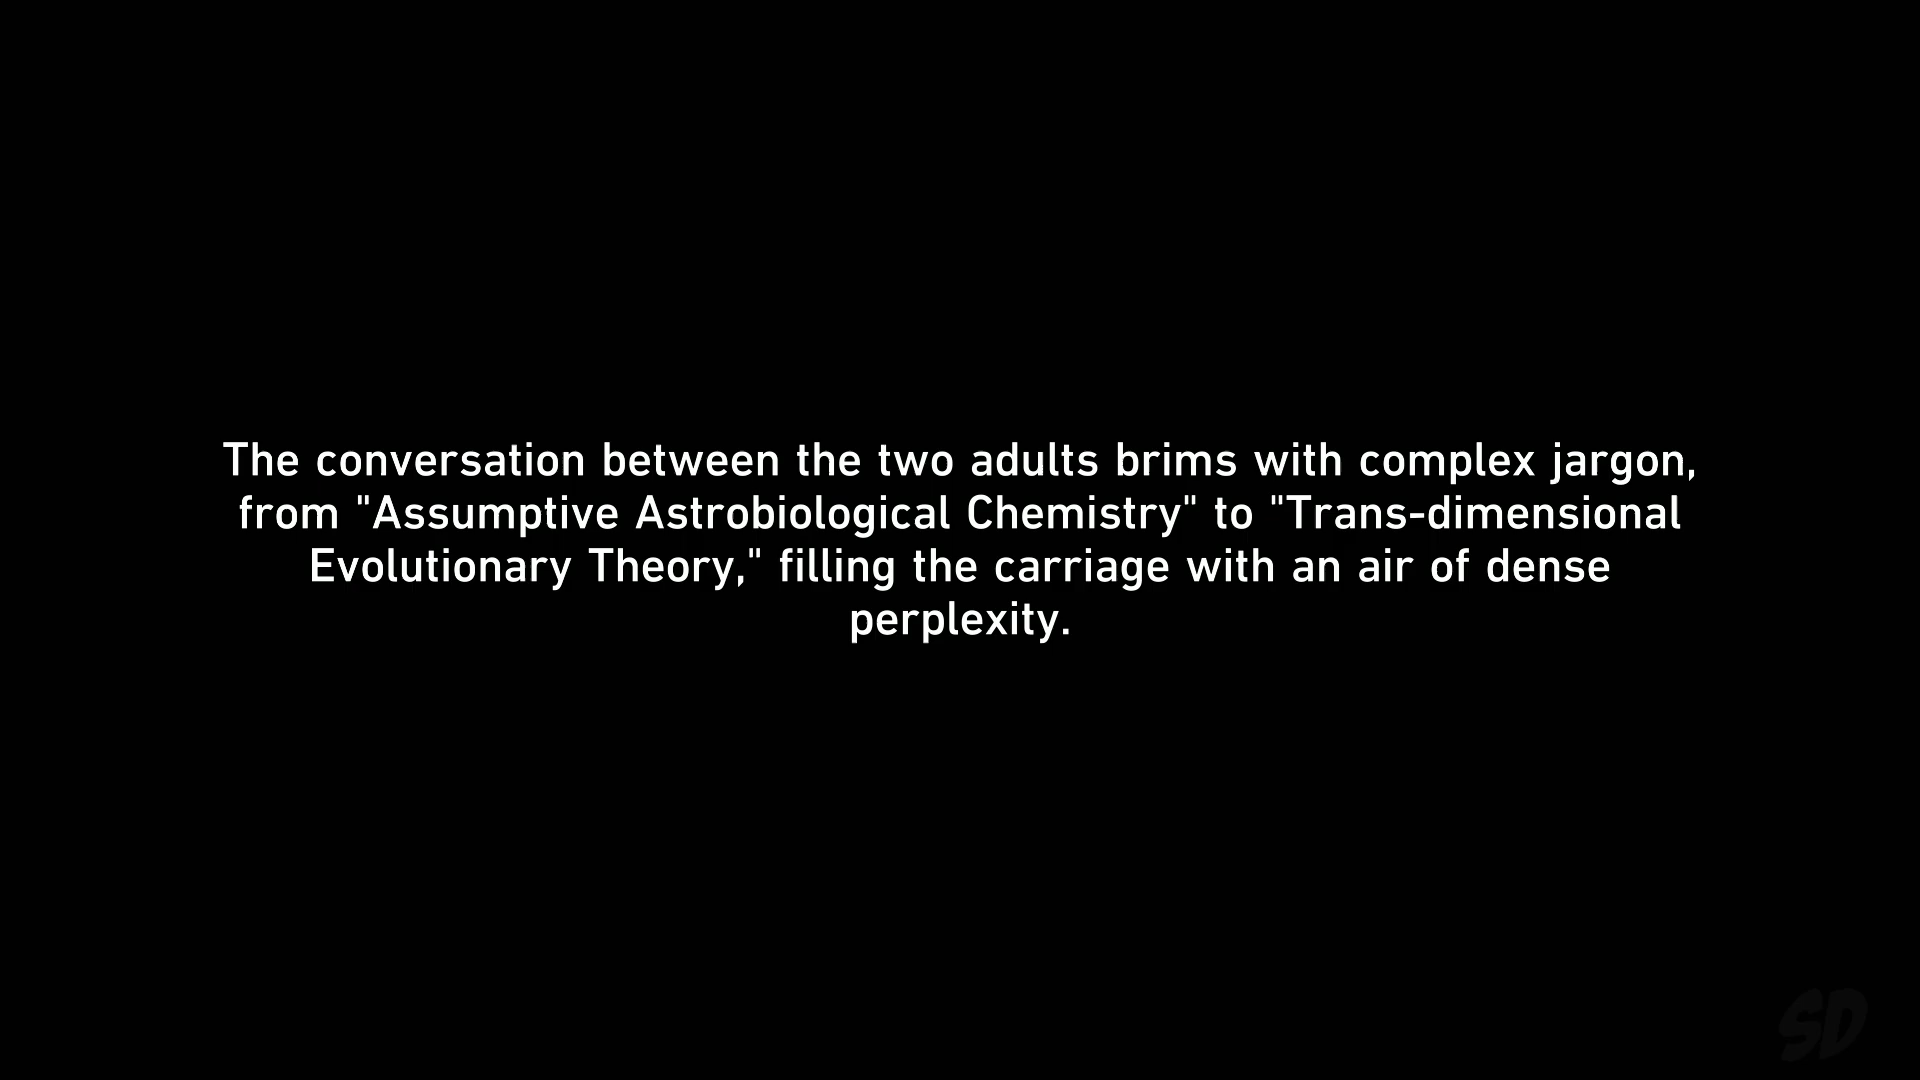 The conversation between the two adults brims with complex jargon,
from "Assumptive Astrobiological Chemistry" to "Trans-dimensional
Evolutionary Theory," filling the carriage with an air of dense
perplexity.
SD